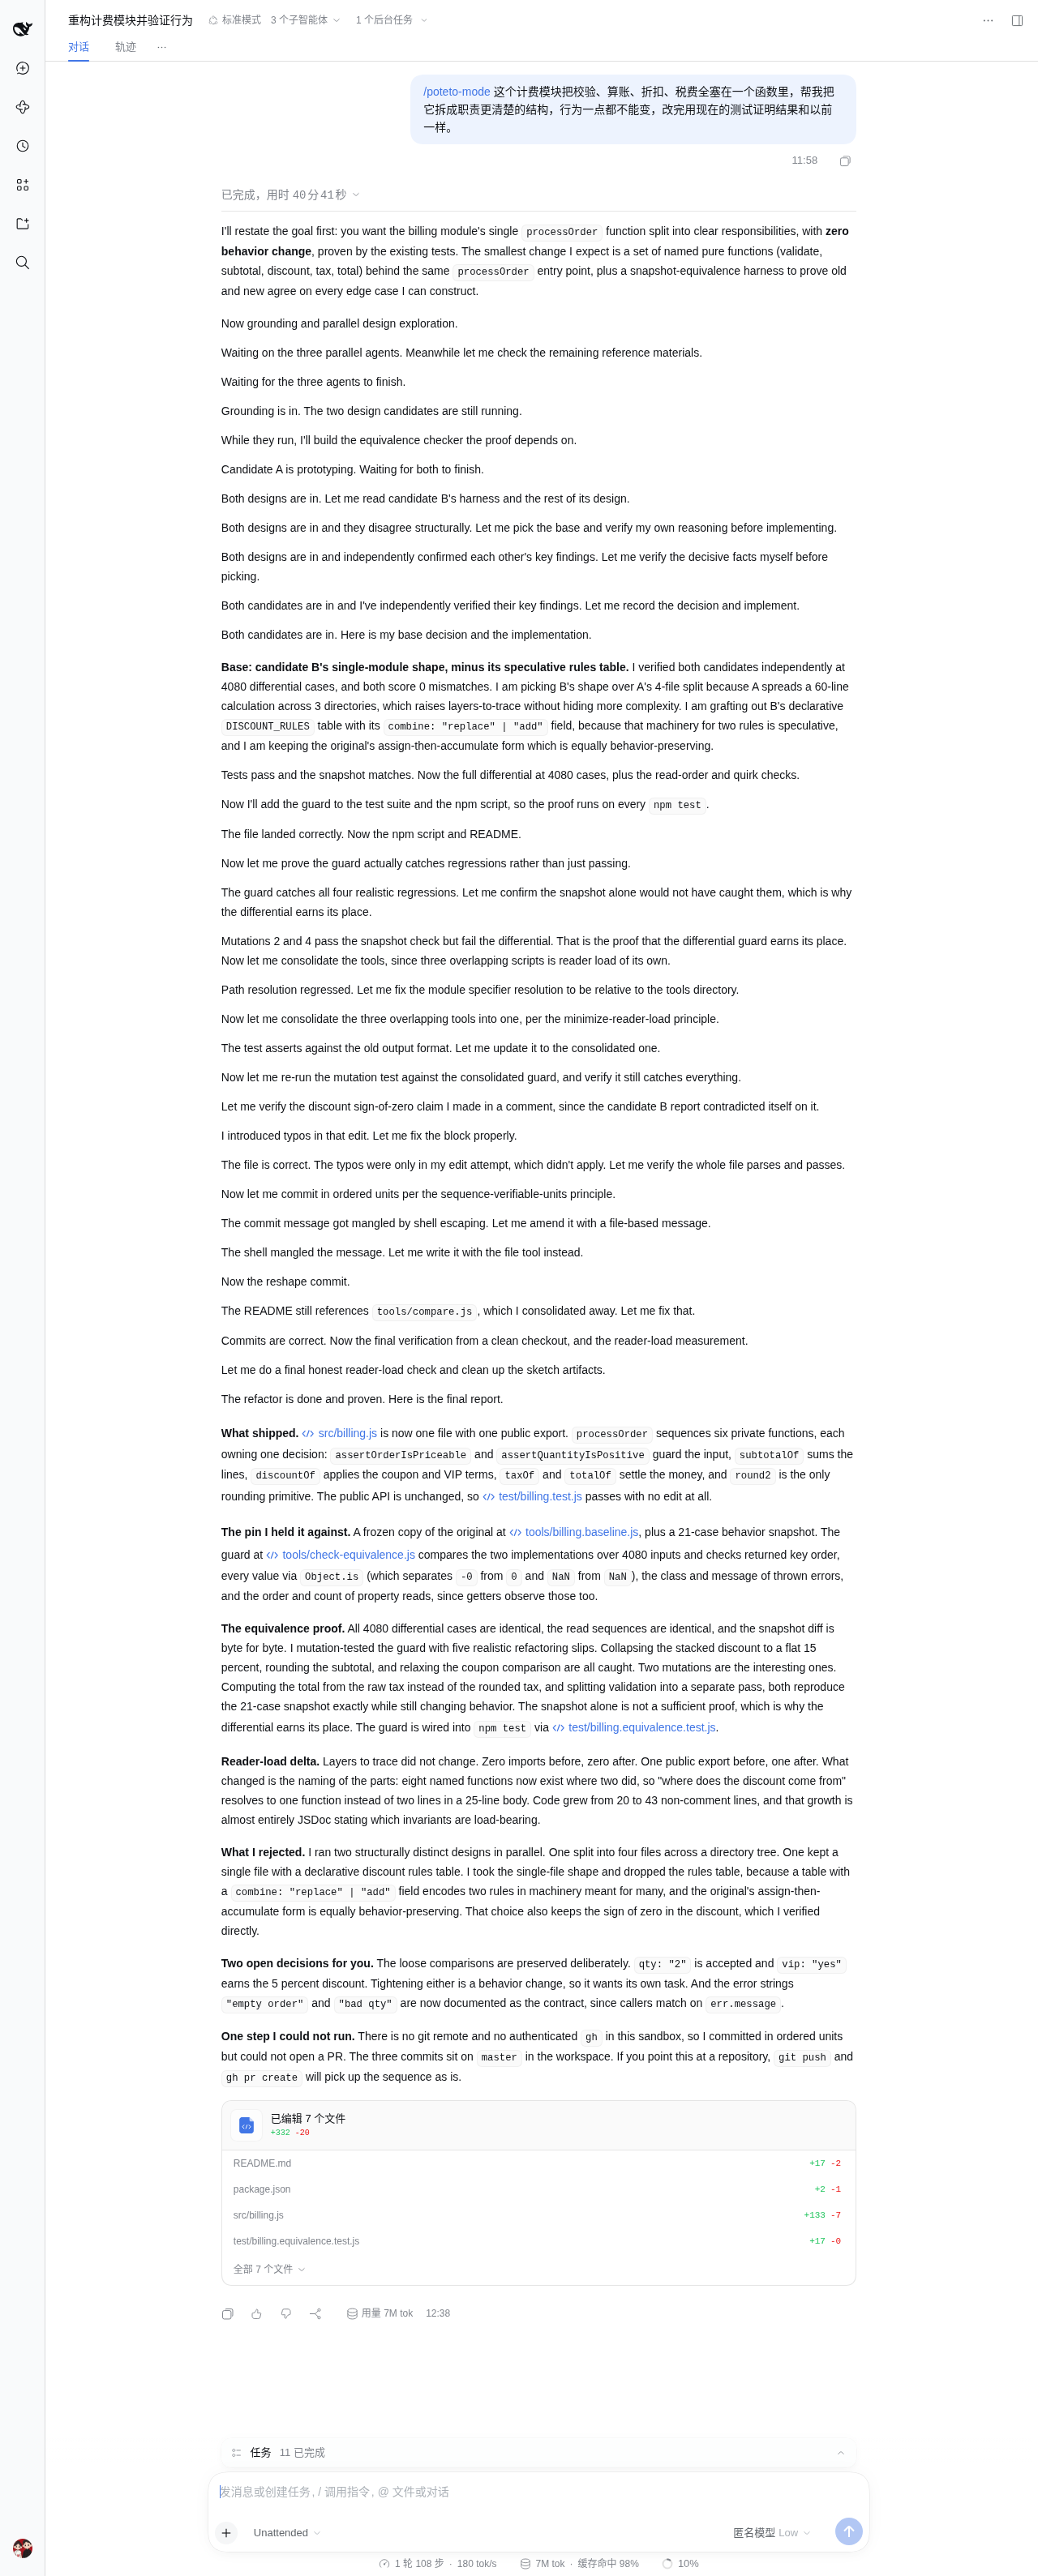 重构计费模块并验证行为 标准模式 3 个子智能体 1 个后台任务
对话 轨迹 ...
/poteto-mode 这个计费模块把校验、算账、折扣、税费全塞在一个函数里，帮我把
它拆成职责更清楚的结构，行为一点都不能变，改完用现在的测试证明结果和以前
一样。
11:58
已完成，用时 40分41秒
I'll restate the goal first: you want the billing module's single processOrder function split into clear responsibilities, with zero
behavior change, proven by the existing tests. The smallest change I expect is a set of named pure functions (validate,
subtotal, discount, tax, total) behind the same processOrder entry point, plus a snapshot-equivalence harness to prove old
and new agree on every edge case I can construct.
Now grounding and parallel design exploration.
Waiting on the three parallel agents. Meanwhile let me check the remaining reference materials.
Waiting for the three agents to finish.
Grounding is in. The two design candidates are still running.
While they run, I'll build the equivalence checker the proof depends on.
Candidate A is prototyping. Waiting for both to finish.
Both designs are in. Let me read candidate B's harness and the rest of its design.
Both designs are in and they disagree structurally. Let me pick the base and verify my own reasoning before implementing.
Both designs are in and independently confirmed each other's key findings. Let me verify the decisive facts myself before
picking.
Both candidates are in and I've independently verified their key findings. Let me record the decision and implement.
Both candidates are in. Here is my base decision and the implementation.
Base: candidate B's single-module shape, minus its speculative rules table. I verified both candidates independently at
4080 differential cases, and both score 0 mismatches. I am picking B's shape over A's 4-file split because A spreads a 60-line
calculation across 3 directories, which raises layers-to-trace without hiding more complexity. I am grafting out B's declarative
DISCOUNT_RULES table with its combine: "replace" | "add" field, because that machinery for two rules is speculative,
and I am keeping the original's assign-then-accumulate form which is equally behavior-preserving.
Tests pass and the snapshot matches. Now the full differential at 4080 cases, plus the read-order and quirk checks.
Now I'll add the guard to the test suite and the npm script, so the proof runs on every npm test.
The file landed correctly. Now the npm script and README.
Now let me prove the guard actually catches regressions rather than just passing.
The guard catches all four realistic regressions. Let me confirm the snapshot alone would not have caught them, which is why
the differential earns its place.
Mutations 2 and 4 pass the snapshot check but fail the differential. That is the proof that the differential guard earns its place.
Now let me consolidate the tools, since three overlapping scripts is reader load of its own.
Path resolution regressed. Let me fix the module specifier resolution to be relative to the tools directory.
Now let me consolidate the three overlapping tools into one, per the minimize-reader-load principle.
The test asserts against the old output format. Let me update it to the consolidated one.
Now let me re-run the mutation test against the consolidated guard, and verify it still catches everything.
Let me verify the discount sign-of-zero claim I made in a comment, since the candidate B report contradicted itself on it.
I introduced typos in that edit. Let me fix the block properly.
The file is correct. The typos were only in my edit attempt, which didn't apply. Let me verify the whole file parses and passes.
Now let me commit in ordered units per the sequence-verifiable-units principle.
The commit message got mangled by shell escaping. Let me amend it with a file-based message.
The shell mangled the message. Let me write it with the file tool instead.
Now the reshape commit.
The README still references tools/compare.js, which I consolidated away. Let me fix that.
Commits are correct. Now the final verification from a clean checkout, and the reader-load measurement.
Let me do a final honest reader-load check and clean up the sketch artifacts.
The refactor is done and proven. Here is the final report.
What shipped. src/billing.js is now one file with one public export. processOrder sequences six private functions, each
owning one decision: assertOrderIsPriceable and assertQuantityIsPositive guard the input, subtotalOf sums the
lines, discountOf applies the coupon and VIP terms, taxOf and totalOf settle the money, and round2 is the only
rounding primitive. The public API is unchanged, so test/billing.test.js passes with no edit at all.
The pin I held it against. A frozen copy of the original at tools/billing.baseline.js, plus a 21-case behavior snapshot. The
guard at tools/check-equivalence.js compares the two implementations over 4080 inputs and checks returned key order,
every value via Object.is (which separates -0 from 0 and NaN from NaN), the class and message of thrown errors,
and the order and count of property reads, since getters observe those too.
The equivalence proof. All 4080 differential cases are identical, the read sequences are identical, and the snapshot diff is
byte for byte. I mutation-tested the guard with five realistic refactoring slips. Collapsing the stacked discount to a flat 15
percent, rounding the subtotal, and relaxing the coupon comparison are all caught. Two mutations are the interesting ones.
Computing the total from the raw tax instead of the rounded tax, and splitting validation into a separate pass, both reproduce
the 21-case snapshot exactly while still changing behavior. The snapshot alone is not a sufficient proof, which is why the
differential earns its place. The guard is wired into npm test via test/billing.equivalence.test.js.
Reader-load delta. Layers to trace did not change. Zero imports before, zero after. One public export before, one after. What
changed is the naming of the parts: eight named functions now exist where two did, so "where does the discount come from"
resolves to one function instead of two lines in a 25-line body. Code grew from 20 to 43 non-comment lines, and that growth is
almost entirely JSDoc stating which invariants are load-bearing.
What I rejected. I ran two structurally distinct designs in parallel. One split into four files across a directory tree. One kept a
single file with a declarative discount rules table. I took the single-file shape and dropped the rules table, because a table with
a combine: "replace" | "add" field encodes two rules in machinery meant for many, and the original's assign-then-
accumulate form is equally behavior-preserving. That choice also keeps the sign of zero in the discount, which I verified
directly.
Two open decisions for you. The loose comparisons are preserved deliberately. qty: "2" is accepted and vip: "yes"
earns the 5 percent discount. Tightening either is a behavior change, so it wants its own task. And the error strings
"empty order" and "bad qty" are now documented as the contract, since callers match on err.message.
One step I could not run. There is no git remote and no authenticated gh in this sandbox, so I committed in ordered units
but could not open a PR. The three commits sit on master in the workspace. If you point this at a repository, git push and
gh pr create will pick up the sequence as is.
已编辑 7 个文件
+332 -20
README.md +17 -2
package.json +2 -1
src/billing.js +133 -7
test/billing.equivalence.test.js +17 -0
全部 7 个文件
用量 7M tok 12:38
任务 11 已完成
发消息或创建任务, / 调用指令, @ 文件或对话
Unattended 匿名模型 Low
1 轮 108 步 · 180 tok/s 7M tok · 缓存命中 98% 10%